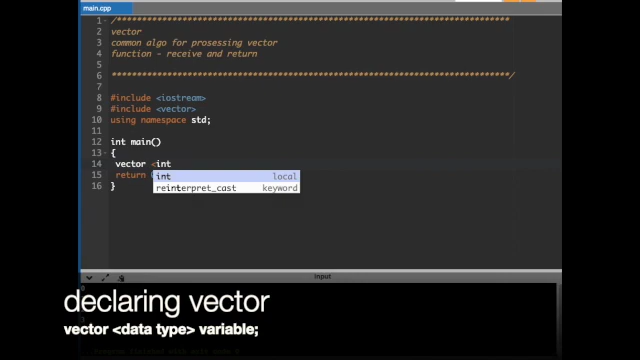 main.cpp
1 /******************************************************************************
2 vector
3 common algo for prosessing vector
4 function - receive and return
5
6 *******************************************************************************/
7
8 #include <iostream>
9 #include <vector>
10 using namespace std;
11
12 int main()
13 {
14 vector <int
15 return
int local
reinterpret_cast keyword
16 }
input
declaring vector
vector <data type> variable;